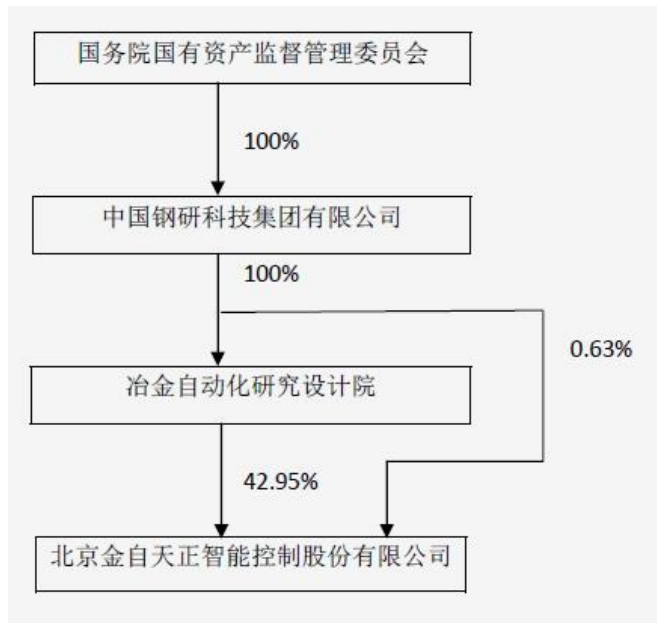 国务院国有资产监督管理委员会
100%
中国钢研科技集团有限公司
100%
0.63%
冶金自动化研究设计院
42.95%
北京金自天正智能控制股份有限公司